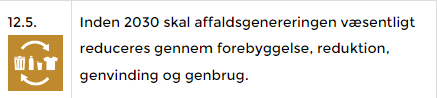 12.5.
Inden 2030 skal affaldsgenereringen væsentligt
reduceres gennem forebyggelse, reduktion,
genvinding og genbrug.